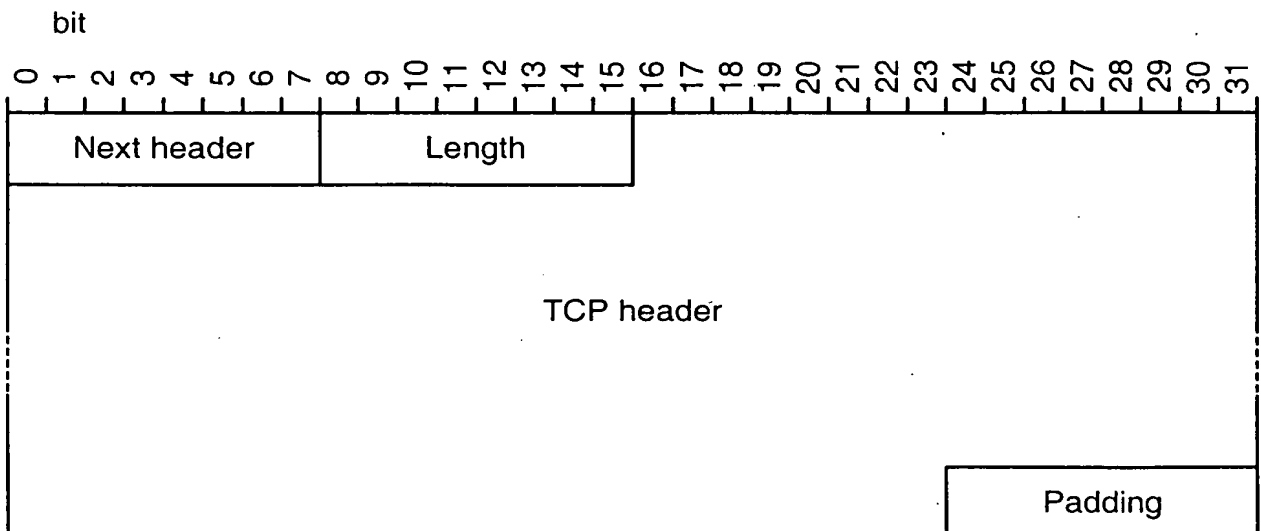 bit
0 1 2 3 4 5 6 7 8 9 10 11 12 13 14 15 16 17 18 19 20 21 22 23 24 25 26 27 28 29 30 31
Next header Length
TCP header
Padding